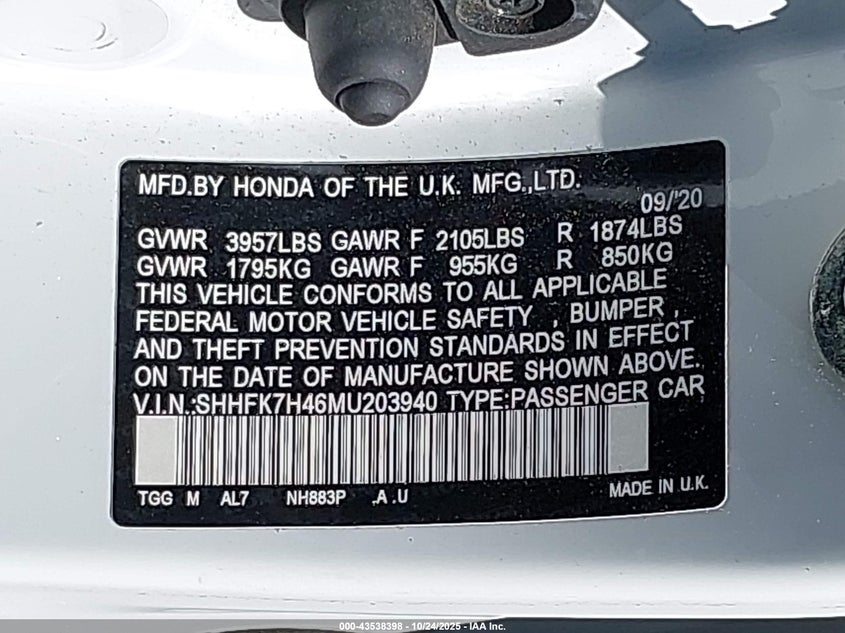 MFD.BY HONDA OF THE U.K. MFG.,LTD.
09/'20
GVWR 3957LBS GAWR F 2105LBS R 1874LBS
GVWR 1795KG GAWR F 955KG R 850KG
THIS VEHICLE CONFORMS TO ALL APPLICABLE
FEDERAL MOTOR VEHICLE SAFETY , BUMPER ,
AND THEFT PREVENTION STANDARDS IN EFFECT
ON THE DATE OF MANUFACTURE SHOWN ABOVE.
V.I.N.:SHHFK7H46MU203940 TYPE:PASSENGER CAR
TGG M AL7 NH883P .A .U
MADE IN U.K.
000-43538398 - 10/24/2025 - IAA Inc.